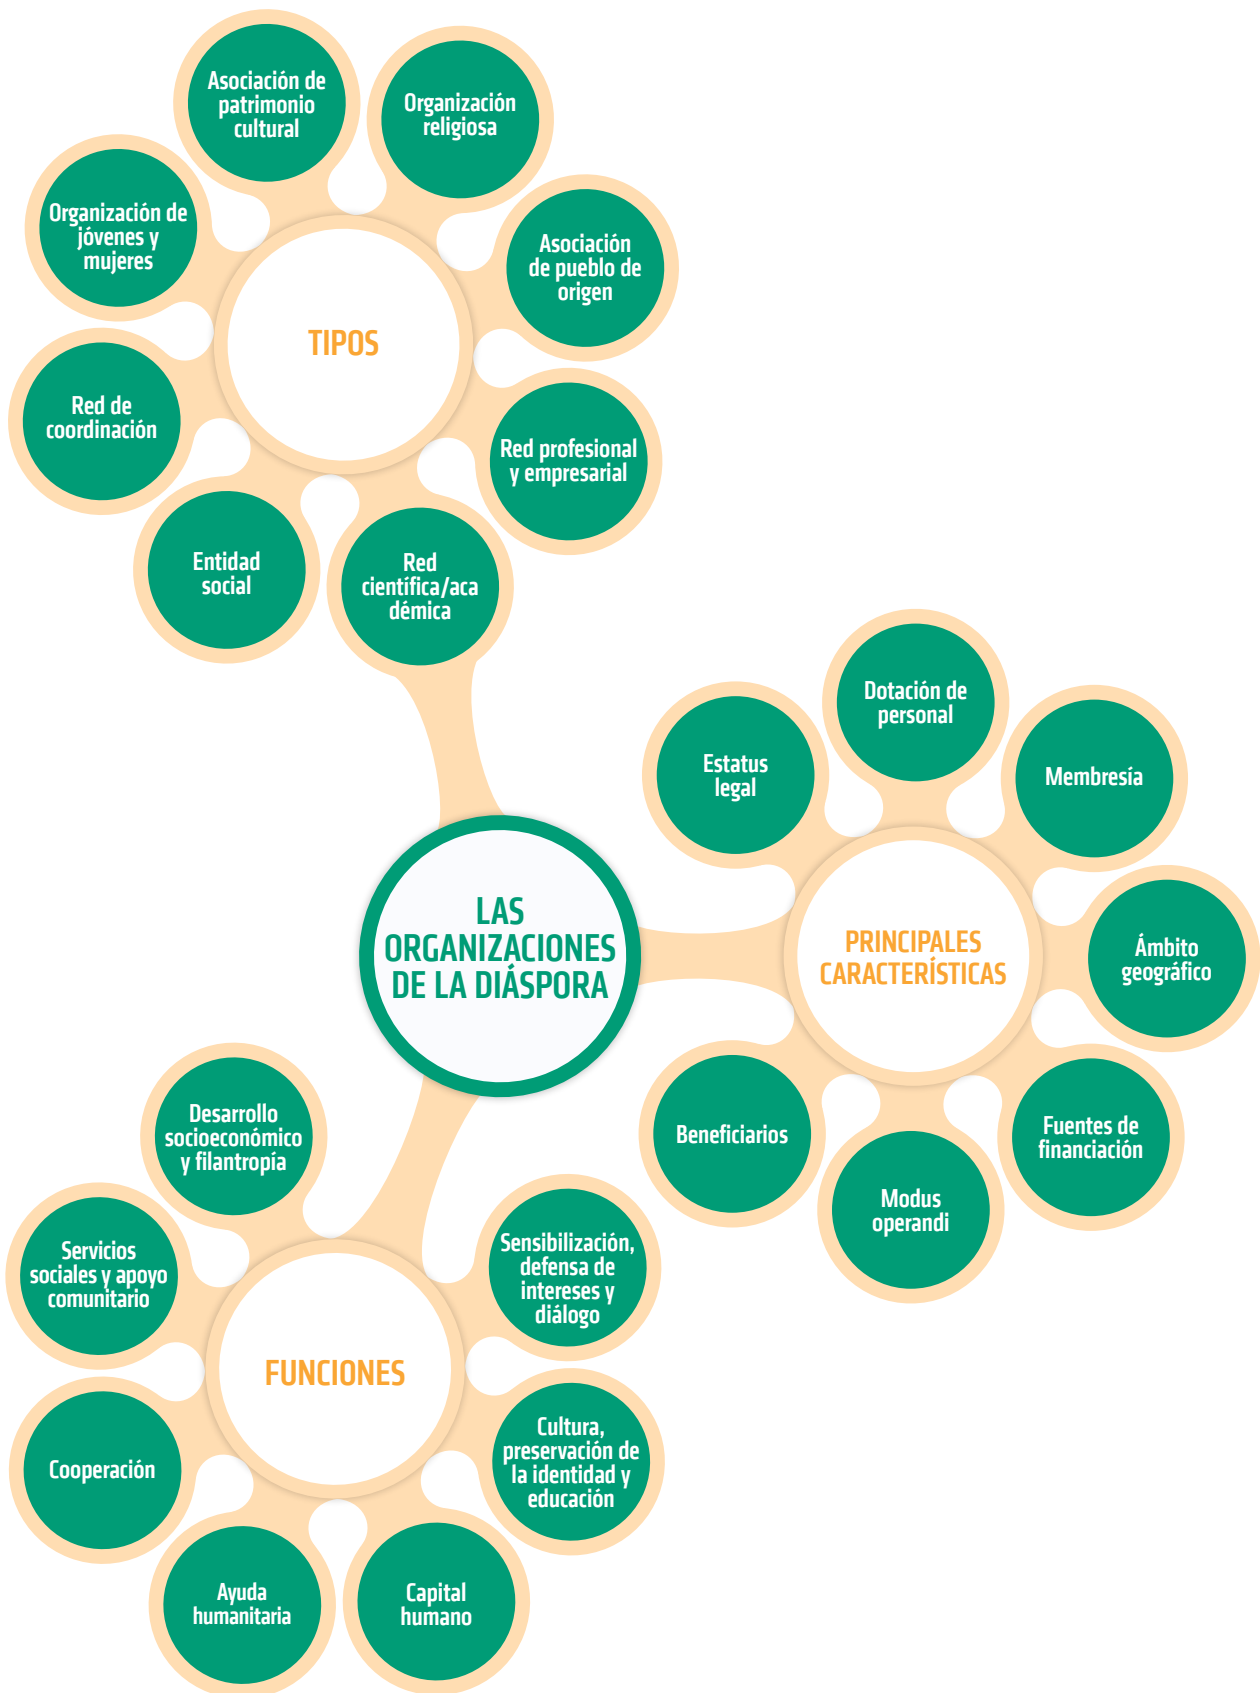 Asociación de
patrimonio
cultural
Organización
religiosa
Organización de
jóvenes y
mujeres
Asociación
de pueblo de
origen
TIPOS
Red de
coordinación
Red profesional
y empresarial
Entidad
social
Red
científica/aca
démica
Dotación de
personal
Estatus
legal
Membresía
LAS
ORGANIZACIONES
DE LA DIÁSPORA
PRINCIPALES
CARACTERÍSTICAS
Ámbito
geográfico
Beneficiarios
Fuentes de
financiación
Modus
operandi
Desarrollo
socioeconómico
y filantropía
Servicios
sociales y apoyo
comunitario
Sensibilización,
defensa de
intereses y
diálogo
FUNCIONES
Cooperación
Cultura,
preservación de
la identidad y
educación
Ayuda
humanitaria
Capital
humano